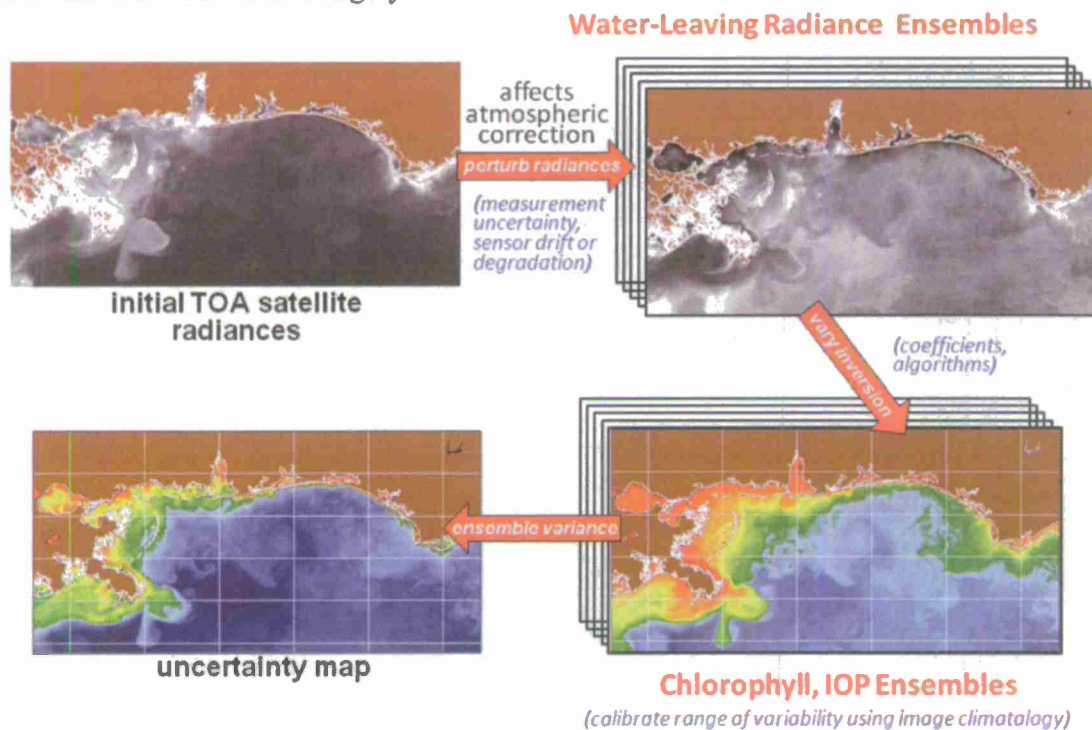 Water-Leaving Radiance Ensembles
affects
atmospheric
correction
perturb radiances
(measurement
uncertainty,
sensor drift or
degradation)
initial TOA satellite
radiances
vary inversion
(coefficients,
algorithms)
ensemble variance
uncertainty map
Chlorophyll, IOP Ensembles
(calibrate range of variability using image climatology)